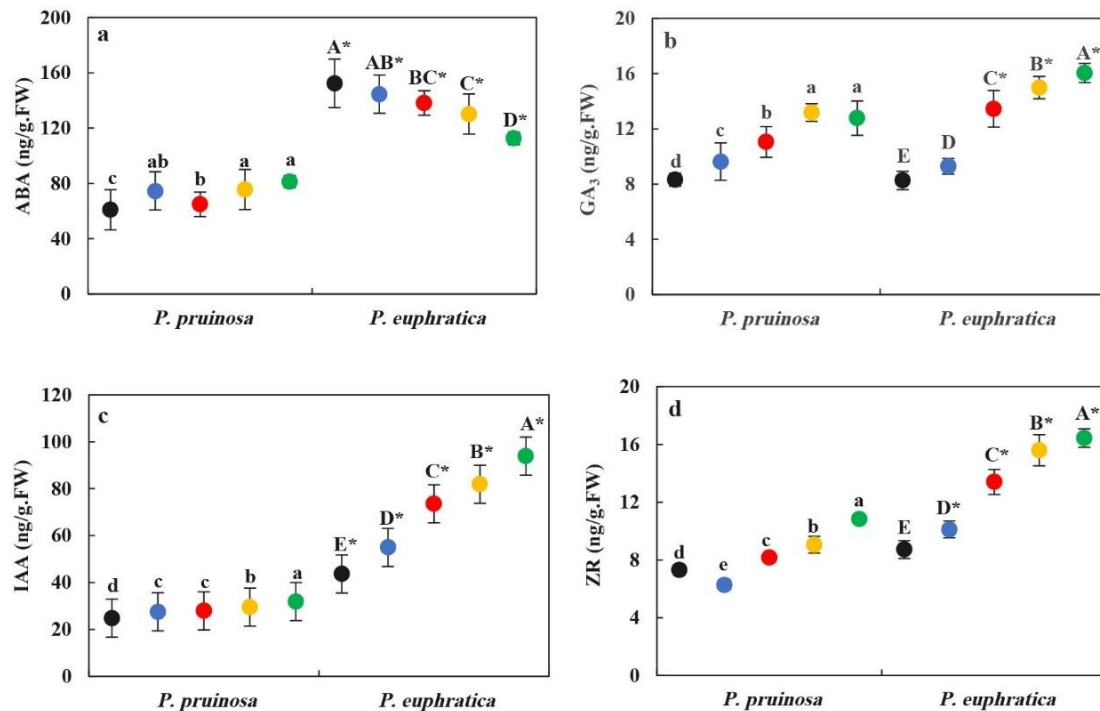 a
ABA (ng/g.FW)
200
160
120
80
40
0
c
ab
b
a
a
A*
AB*
BC*
C*
D*
P. pruinosa
P. euphratica
b
GA3 (ng/g.FW)
20
16
12
8
4
0
d
c
b
a
a
E
D
C*
B*
A*
P. pruinosa
P. euphratica
c
IAA (ng/g.FW)
120
100
80
60
40
20
0
d
c
c
b
a
E*
D*
C*
B*
A*
P. pruinosa
P. euphratica
d
ZR (ng/g.FW)
20
16
12
8
4
0
d
e
c
b
a
E
D*
C*
B*
A*
P. pruinosa
P. euphratica